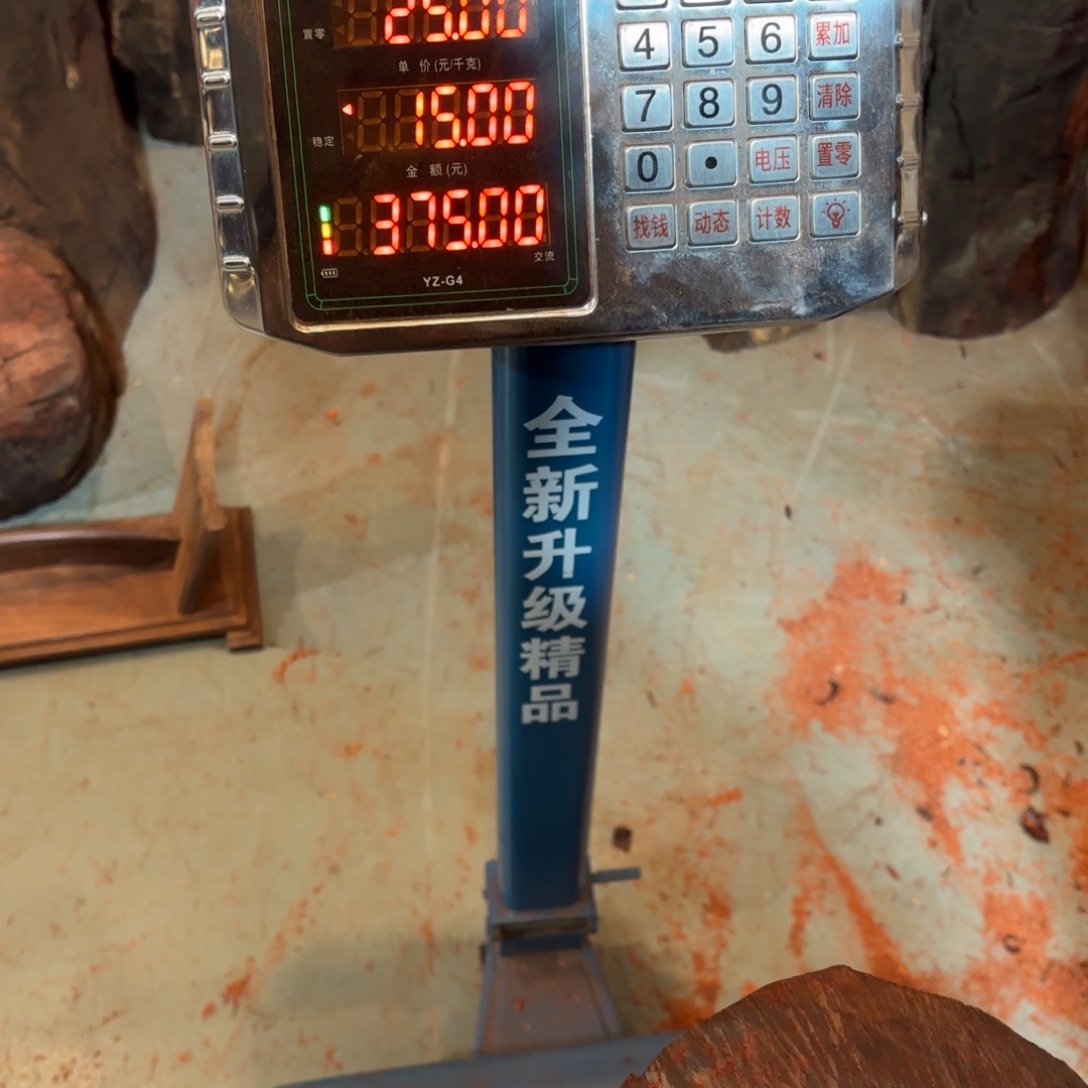 25.00
置零
单 价 (元/千克)
15.00
稳定
金 额 (元)
375.00
交流
YZ-G4
4 5 6 累加
7 8 9 清除
0 • 电压 置零
找钱 动态 计数
全新升级精品